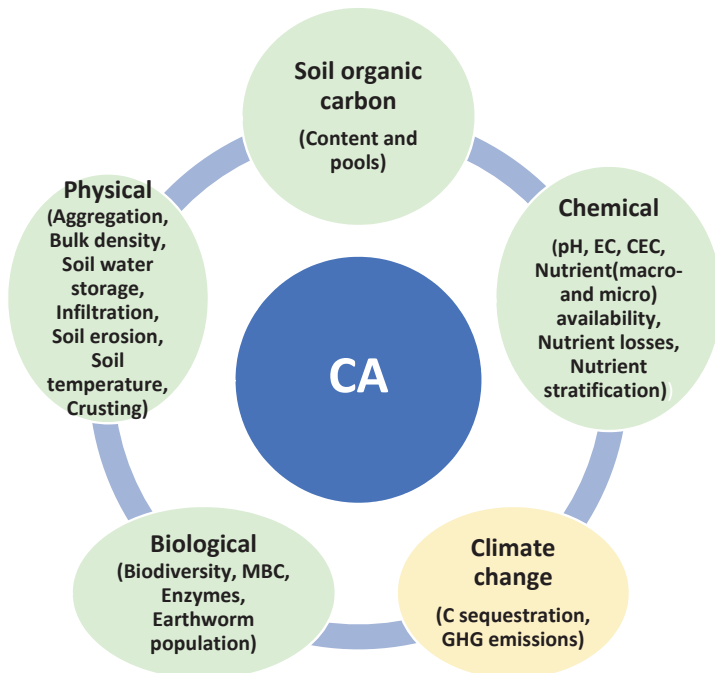 Soil organic
carbon
(Content and
pools)
Physical
(Aggregation,
Bulk density,
Soil water
storage,
Infiltration,
Soil erosion,
Soil
temperature,
Crusting)
Chemical
(pH, EC, CEC,
Nutrient(macro-
and micro)
availability,
Nutrient losses,
Nutrient
stratification))
CA
Biological
(Biodiversity, MBC,
Enzymes,
Earthworm
population)
Climate
change
(C sequestration,
GHG emissions)